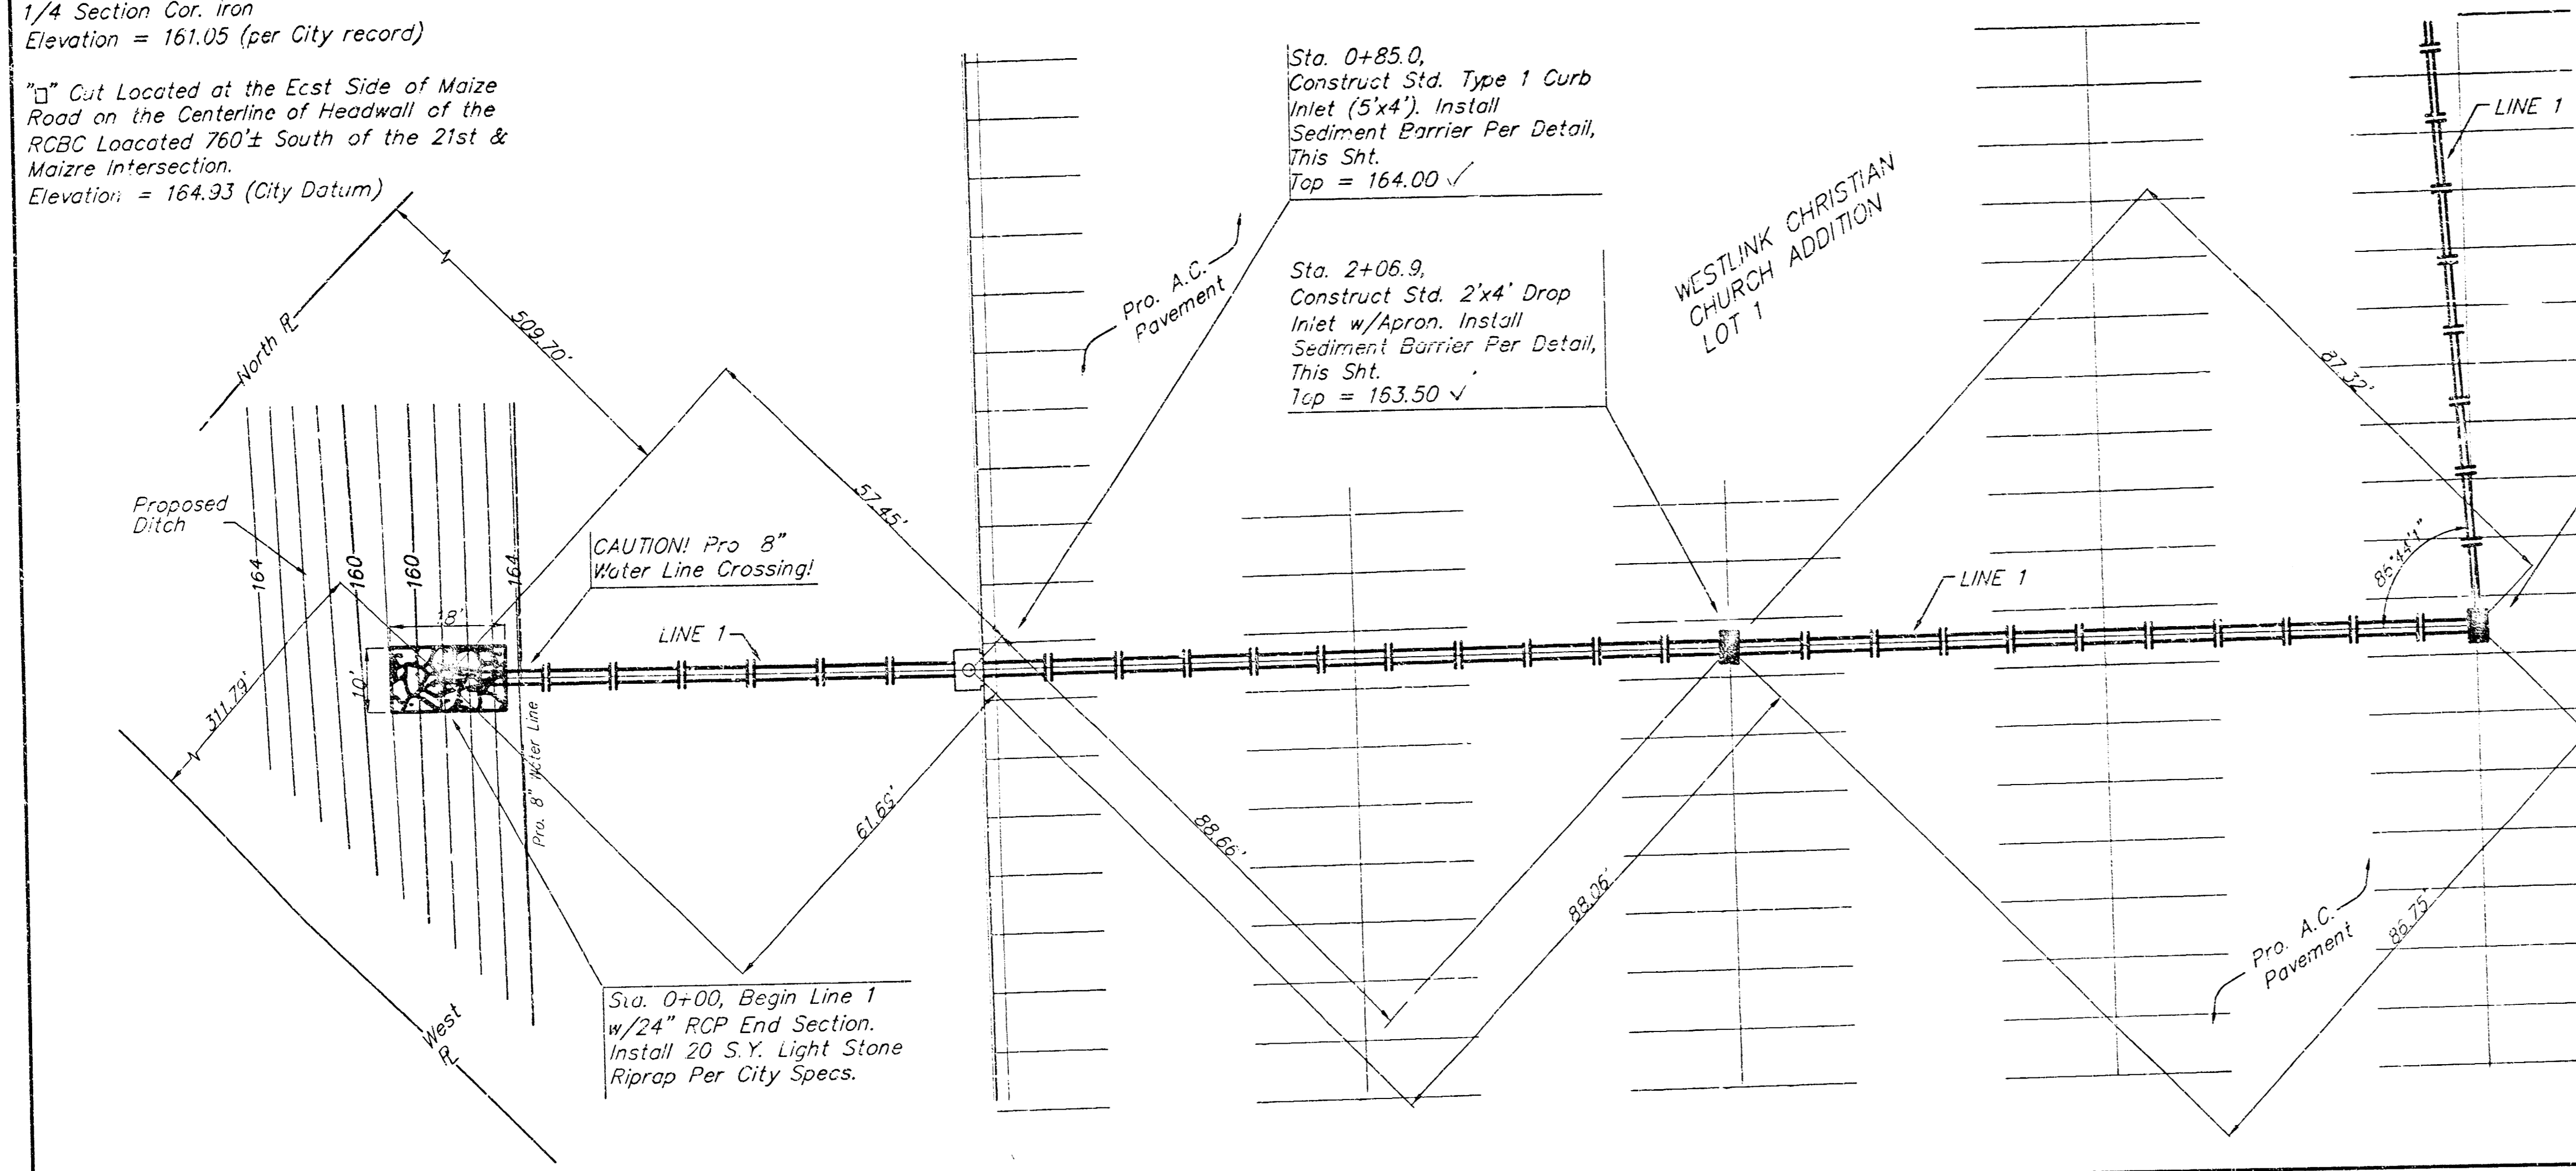 1/4 Section Cor. iron
Elevation = 161.05 (per City record)
"□" Cut Located at the East Side of Maize
Road on the Centerline of Headwall of the
RCBC Loacated 760'± South of the 21st &
Maizre Intersection.
Elevation = 164.93 (City Datum)
Sta. 0+85.0,
Construct Std. Type 1 Curb
Inlet (5'x4'). Install
Sediment Barrier Per Detail,
This Sht.
Top = 164.00 ✓
Sta. 2+06.9,
Construct Std. 2'x4' Drop
Inlet w/Apron. Install
Sediment Barrier Per Detail,
This Sht.
Top = 163.50 ✓
WESTLINK CHRISTIAN
CHURCH ADDITION
LOT 1
LINE 1
Pro. A.C.
Pavement
North ⅊
509.70'
57.45'
87.32'
Proposed
Ditch
164
160
160
164
CAUTION! Pro 8"
Water Line Crossing!
18'
10'
LINE 1
LINE 1
311.79'
Pro. 8" Water Line
61.69'
88.66'
88.06'
86.75'
Pro. A.C.
Pavement
West
⅊
Sta. 0+00, Begin Line 1
w/24" RCP End Section.
Install 20 S.Y. Light Stone
Riprap Per City Specs.